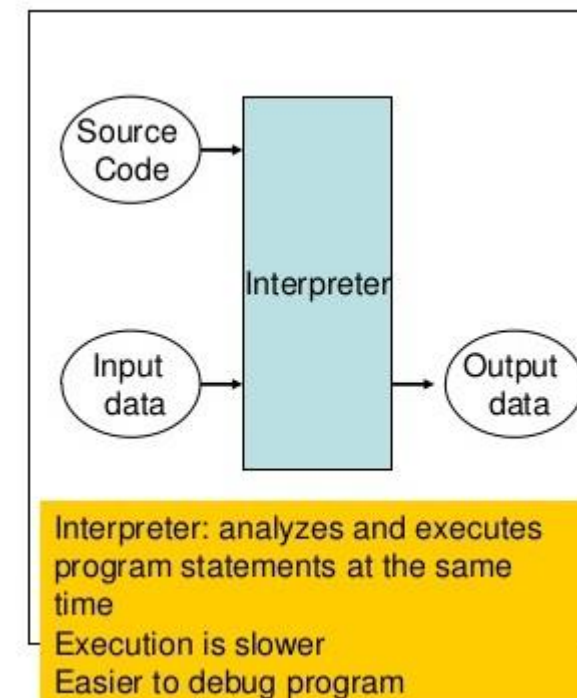 Source
Code
Interpreter
Input
data
Output
data
Interpreter: analyzes and executes
program statements at the same
time
Execution is slower
Easier to debug program